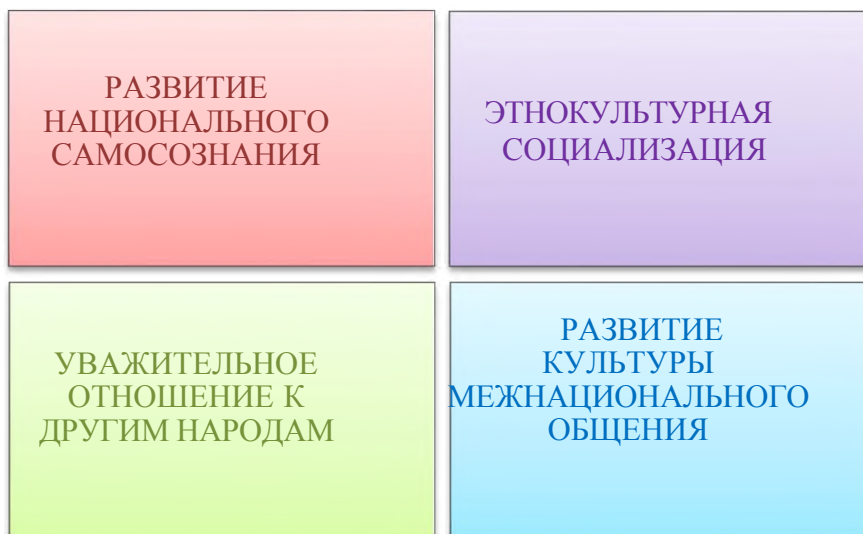 РАЗВИТИЕ
НАЦИОНАЛЬНОГО
САМОСОЗНАНИЯ
ЭТНОКУЛЬТУРНАЯ
СОЦИАЛИЗАЦИЯ
УВАЖИТЕЛЬНОЕ
ОТНОШЕНИЕ К
ДРУГИМ НАРОДАМ
РАЗВИТИЕ
КУЛЬТУРЫ
МЕЖНАЦИОНАЛЬНОГО
ОБЩЕНИЯ